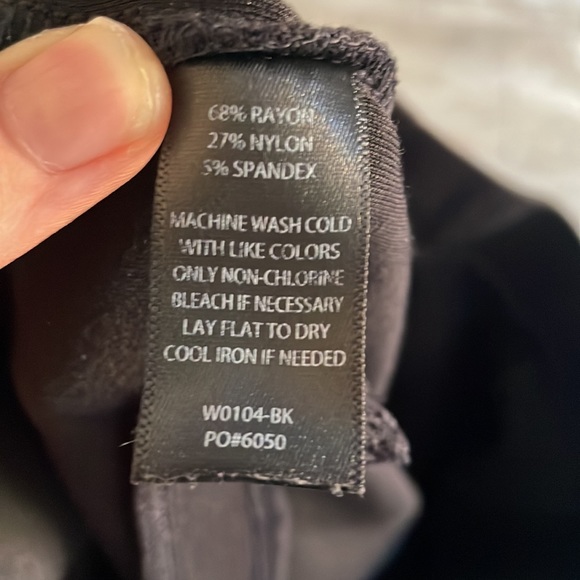 68% RAYON
27% NYLON
5% SPANDEX
MACHINE WASH COLD
WITH LIKE COLORS
ONLY NON-CHLORINE
BLEACH IF NECESSARY
LAY FLAT TO DRY
COOL IRON IF NEEDED
W0104-BK
PO#6050